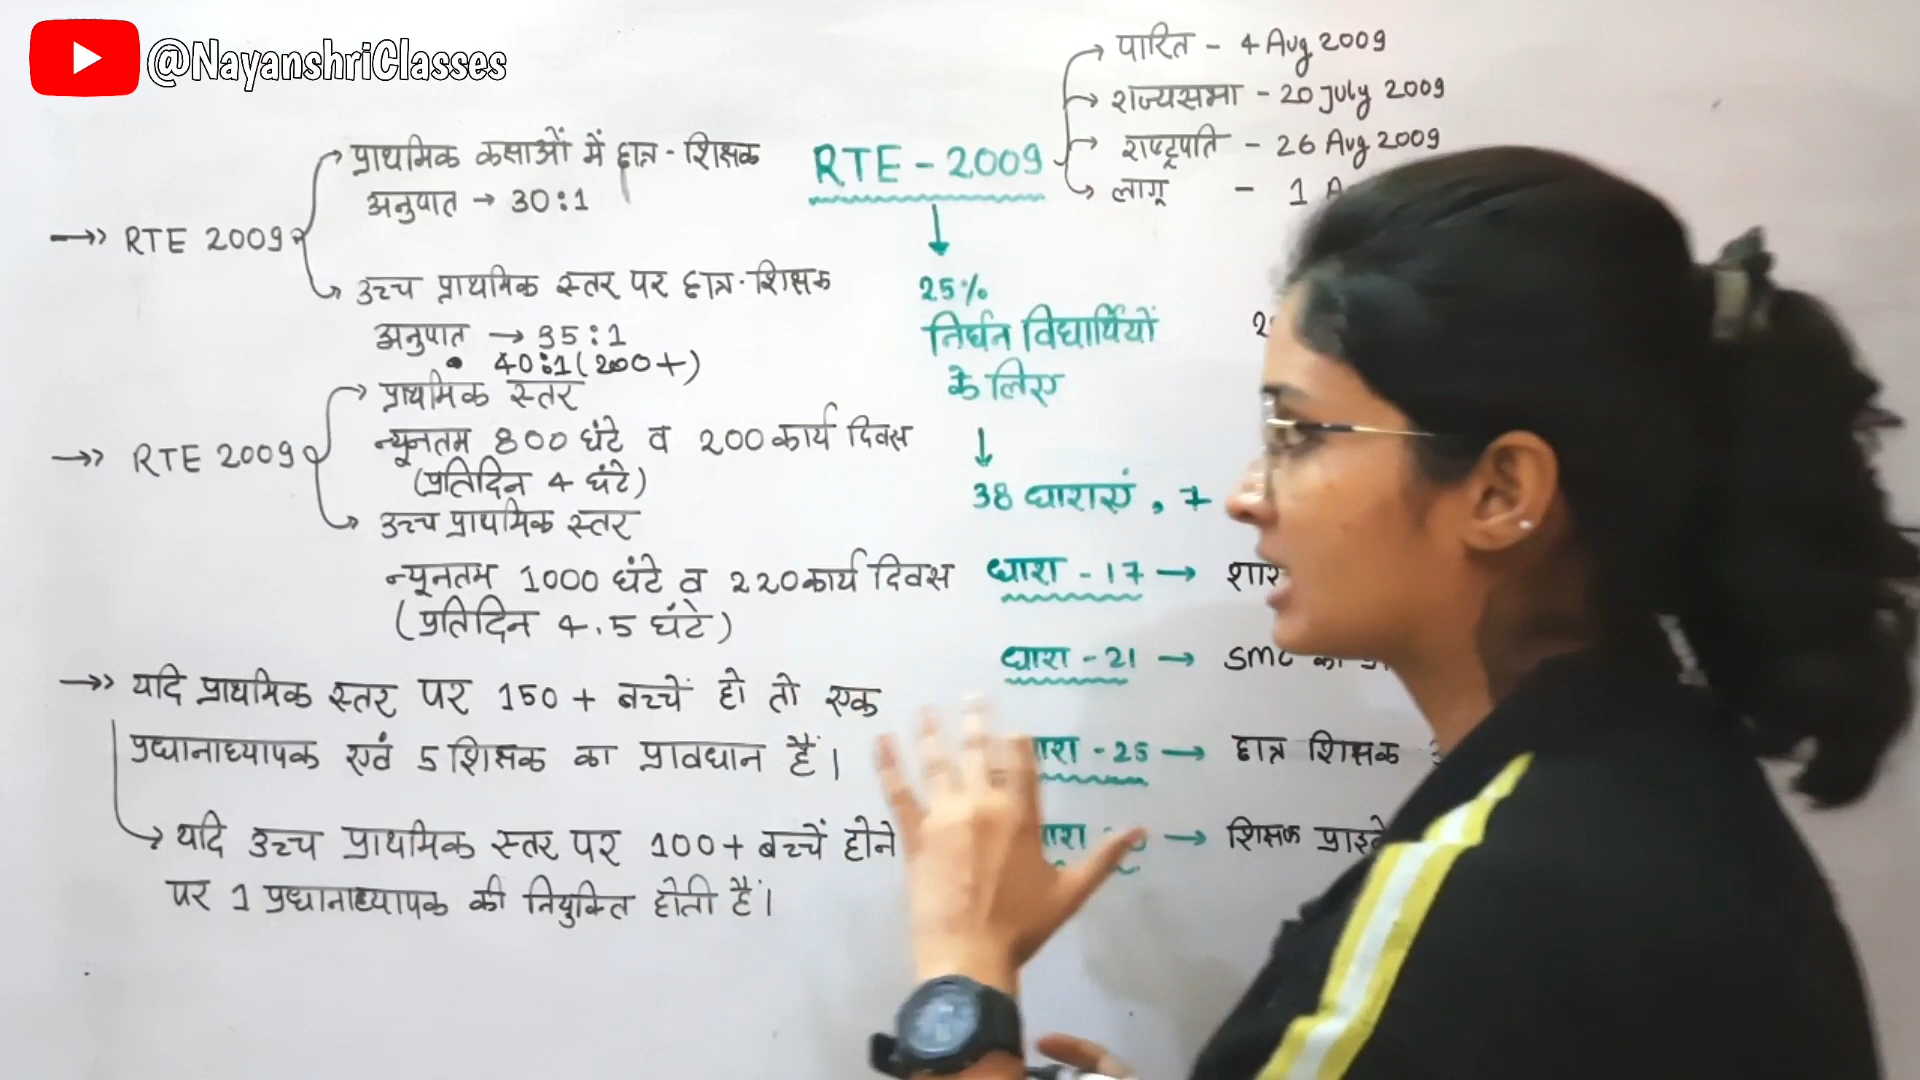 @NayanshriClasses
पारित - 4 Aug 2009
राज्यसभा - 20 July 2009
राष्ट्रपति - 26 Aug 2009
लागू - 1
RTE - 2009
प्राथमिक कक्षाओं में छात्र - शिक्षक
अनुपात → 30:1
→» RTE 2009
उच्च प्राथमिक स्तर पर छात्र-शिक्षक
अनुपात → 35:1
• 40:1 (200+)
प्राथमिक स्तर
न्यूनतम 800 घंटे व 200 कार्य दिवस
(प्रतिदिन 4 घंटे)
→» RTE 2009
उच्च प्राथमिक स्तर
न्यूनतम 1000 घंटे व 220 कार्य दिवस
(प्रतिदिन 4.5 घंटे)
→» यदि प्राथमिक स्तर पर 150 + बच्चें हो तो एक
प्रधानाध्यापक एवं 5 शिक्षक का प्रावधान है।
यदि उच्च प्राथमिक स्तर पर 100+ बच्चें होने
पर 1 प्रधानाध्यापक की नियुक्ति होती है।
25%
निर्धन विद्यार्थियों
के लिए
38 धाराएं, 7
धारा - 17 →
धारा - 21 → SMC का
- 25 → छात्र शिक्षक
→ शिक्षक